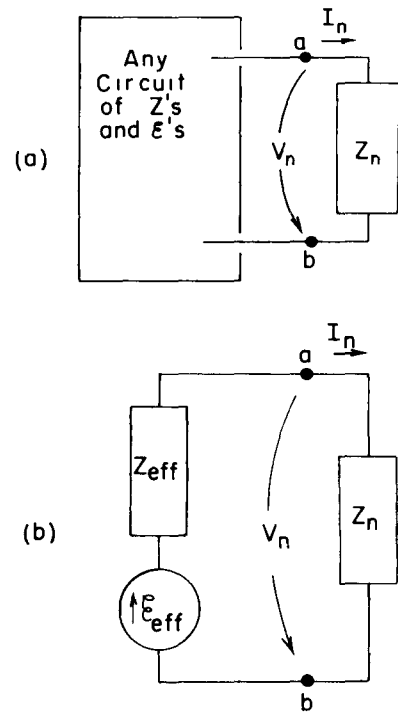 (a)
Any
Circuit
of Z's
and ℰ's
a
I_n
V_n
Z_n
b
(b)
a
I_n
Z_eff
V_n
Z_n
ℰ_eff
b